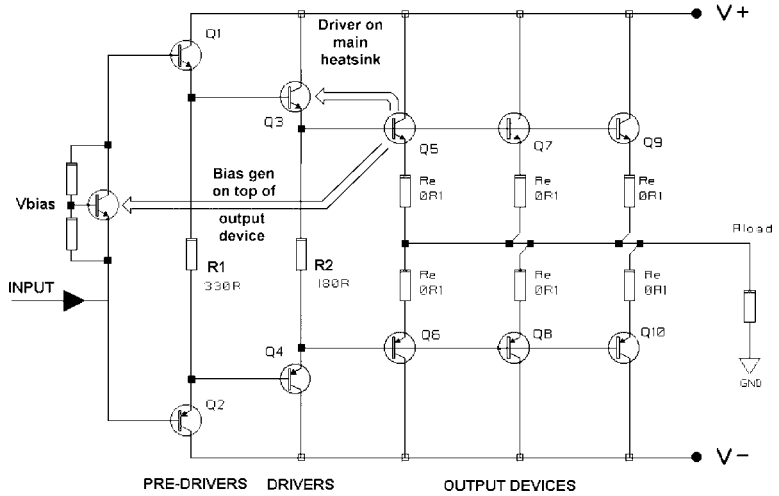 V+
Q1
Driver on
main
heatsink
Q3
Q5
Q7
Q9
Vbias
Bias gen
on top of
output
device
Re
0R1
Re
0R1
Re
0R1
Rload
R1
330R
R2
180R
INPUT
Re
0R1
Re
0R1
Re
0R1
Q4
Q6
Q8
Q10
GND
Q2
V-
PRE-DRIVERS
DRIVERS
OUTPUT DEVICES